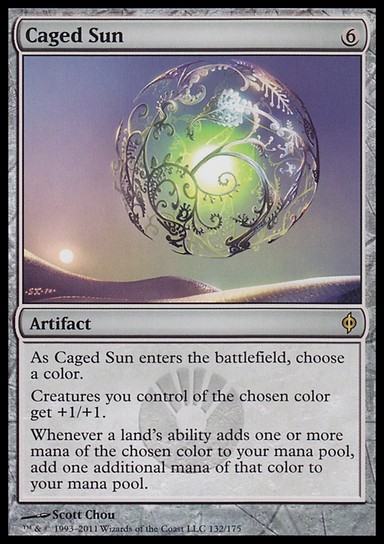 Caged Sun 6
Artifact
As Caged Sun enters the battlefield, choose
a color.
Creatures you control of the chosen color
get +1/+1.
Whenever a land's ability adds one or more
mana of the chosen color to your mana pool,
add one additional mana of that color to
your mana pool.
Scott Chou
™ & © 1993–2011 Wizards of the Coast LLC 132/175